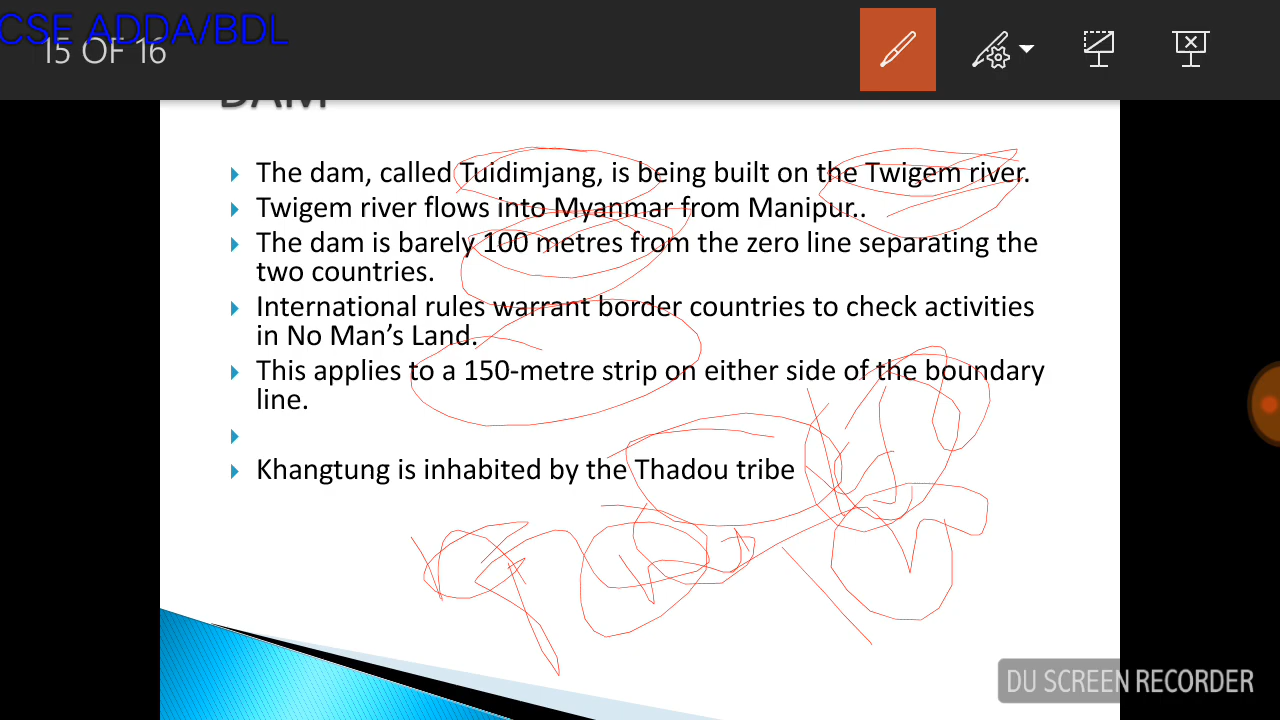 CSE ADDA/BDL
15 OF 16
DAM
The dam, called Tuidimjang, is being built on the Twigem river.
Twigem river flows into Myanmar from Manipur..
The dam is barely 100 metres from the zero line separating the
two countries.
International rules warrant border countries to check activities
in No Man’s Land.
This applies to a 150-metre strip on either side of the boundary
line.
Khangtung is inhabited by the Thadou tribe
DU SCREEN RECORDER